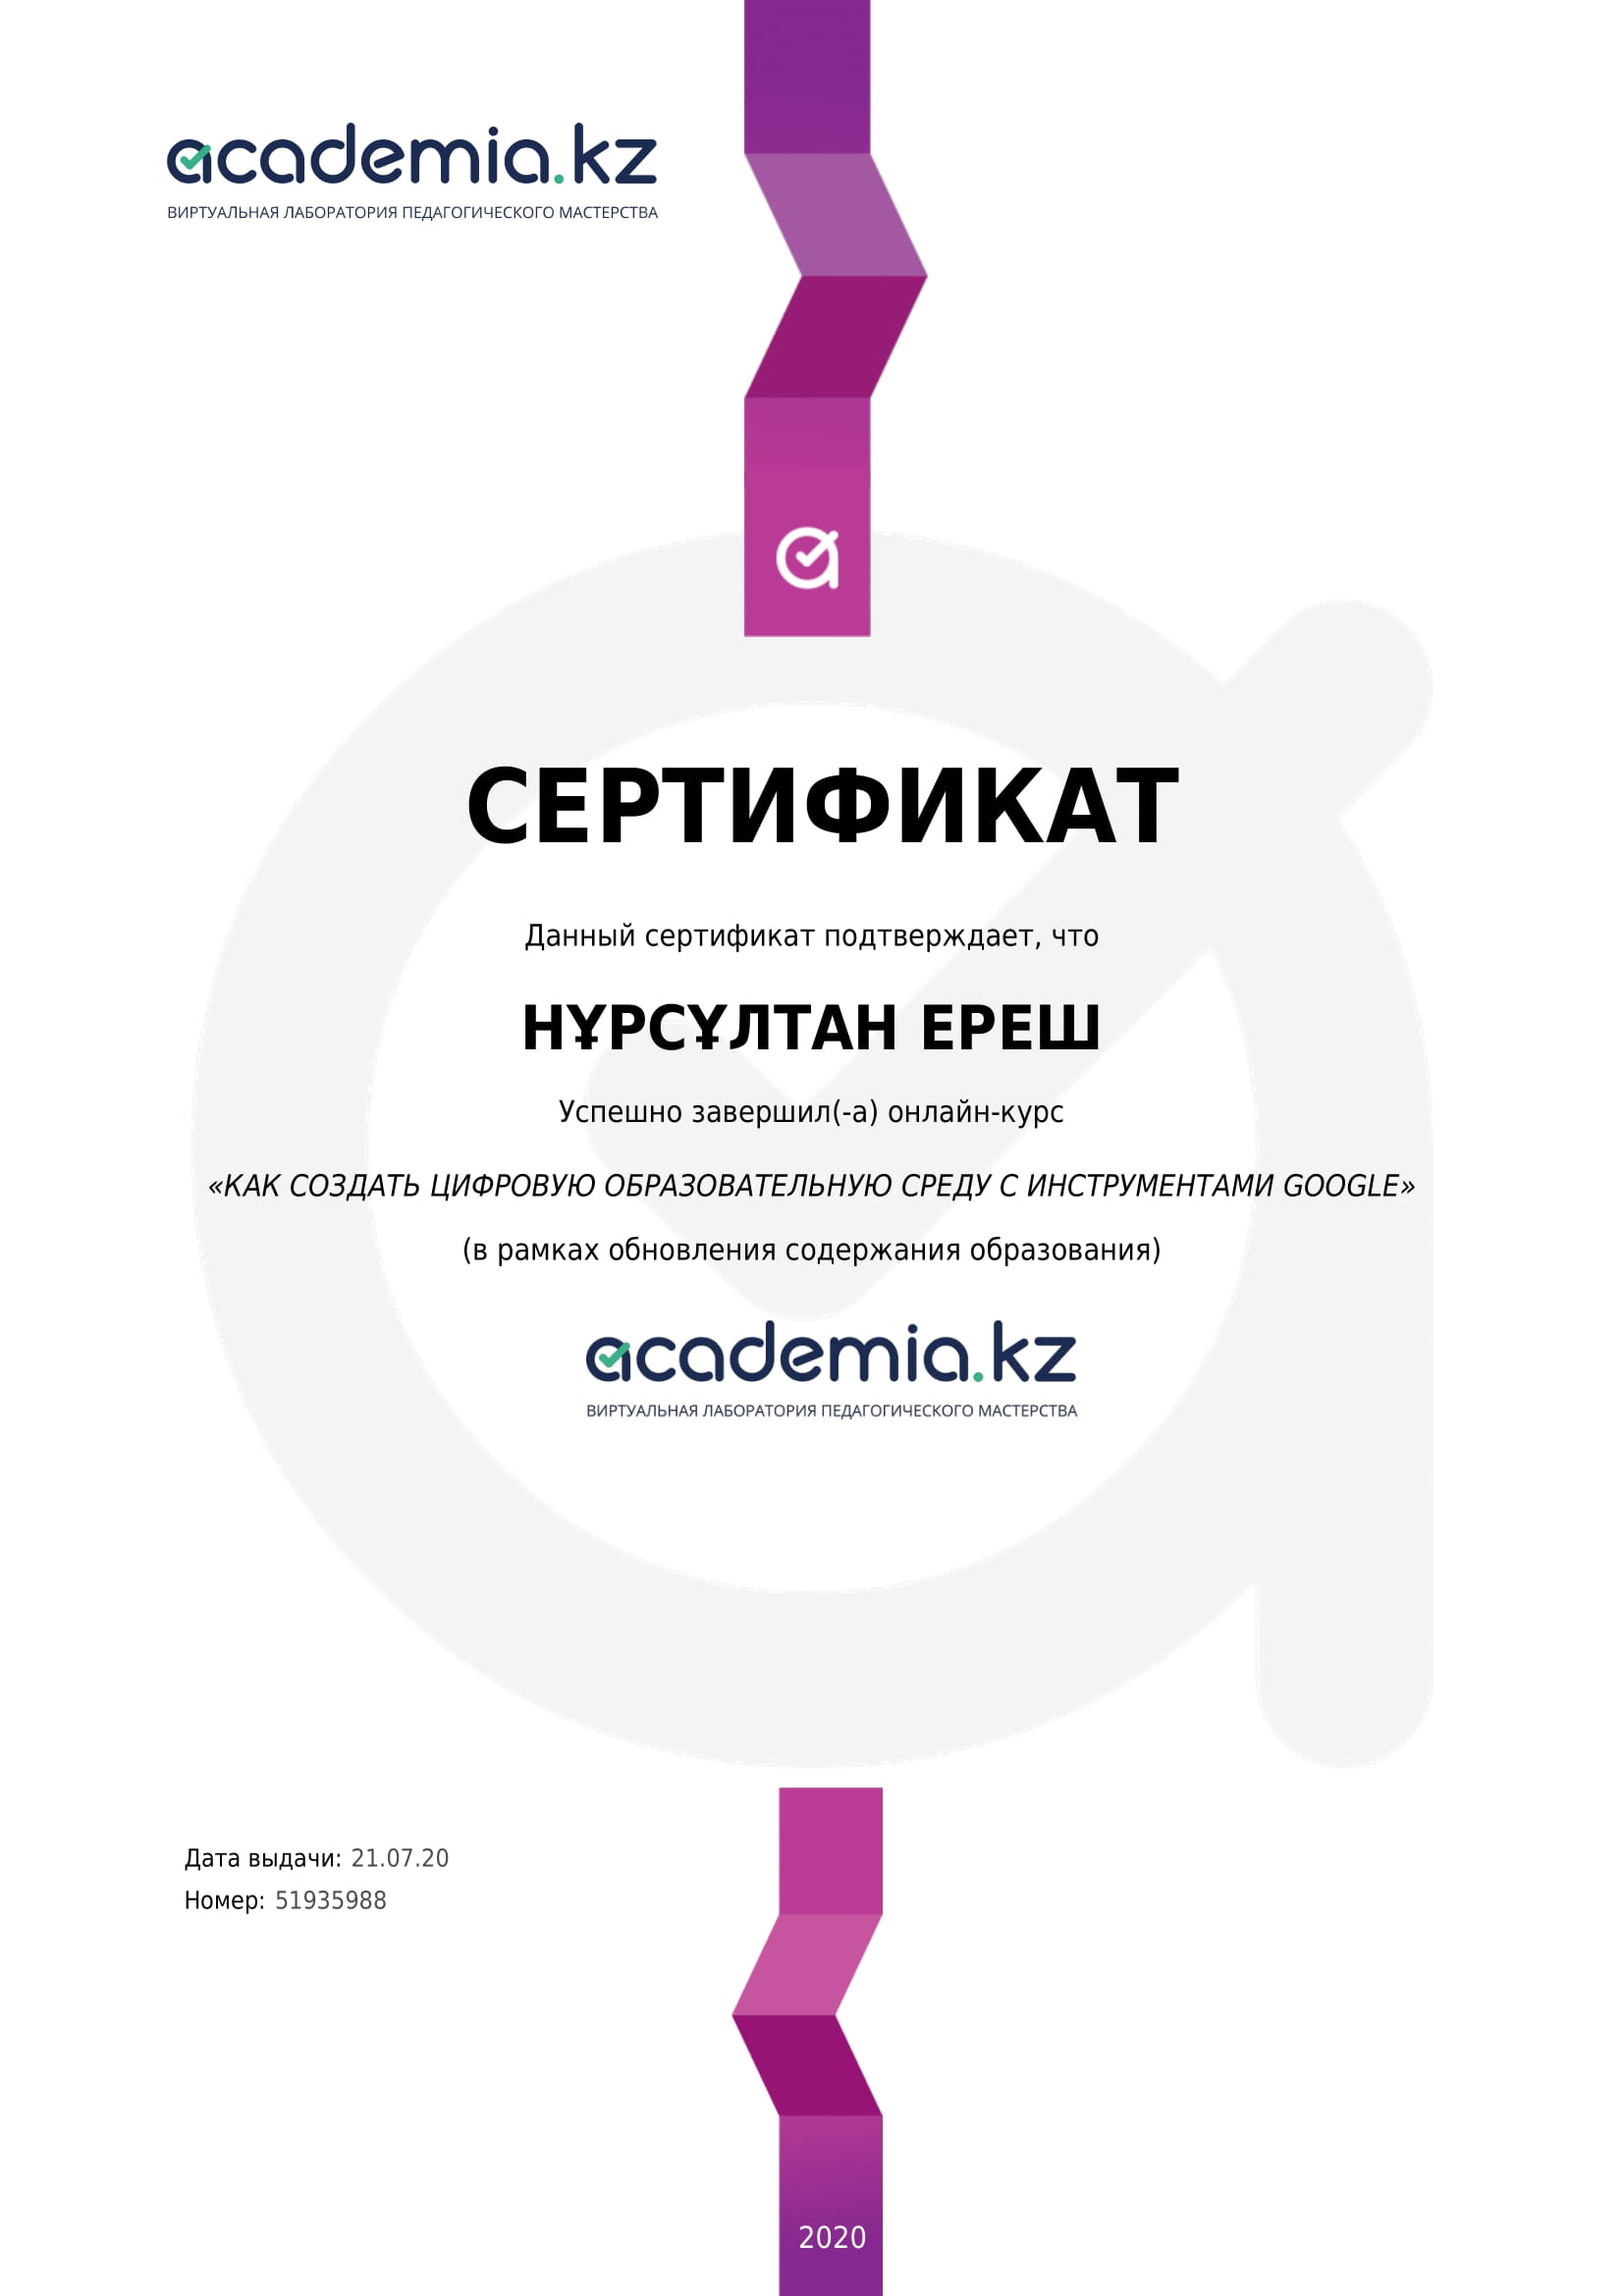 academia.kz
ВИРТУАЛЬНАЯ ЛАБОРАТОРИЯ ПЕДАГОГИЧЕСКОГО МАСТЕРСТВА
СЕРТИФИКАТ
Данный сертификат подтверждает, что
НҰРСҰЛТАН ЕРЕШ
Успешно завершил(-а) онлайн-курс
«КАК СОЗДАТЬ ЦИФРОВУЮ ОБРАЗОВАТЕЛЬНУЮ СРЕДУ С ИНСТРУМЕНТАМИ GOOGLE»
(в рамках обновления содержания образования)
academia.kz
ВИРТУАЛЬНАЯ ЛАБОРАТОРИЯ ПЕДАГОГИЧЕСКОГО МАСТЕРСТВА
Дата выдачи: 21.07.20
Номер: 51935988
2020